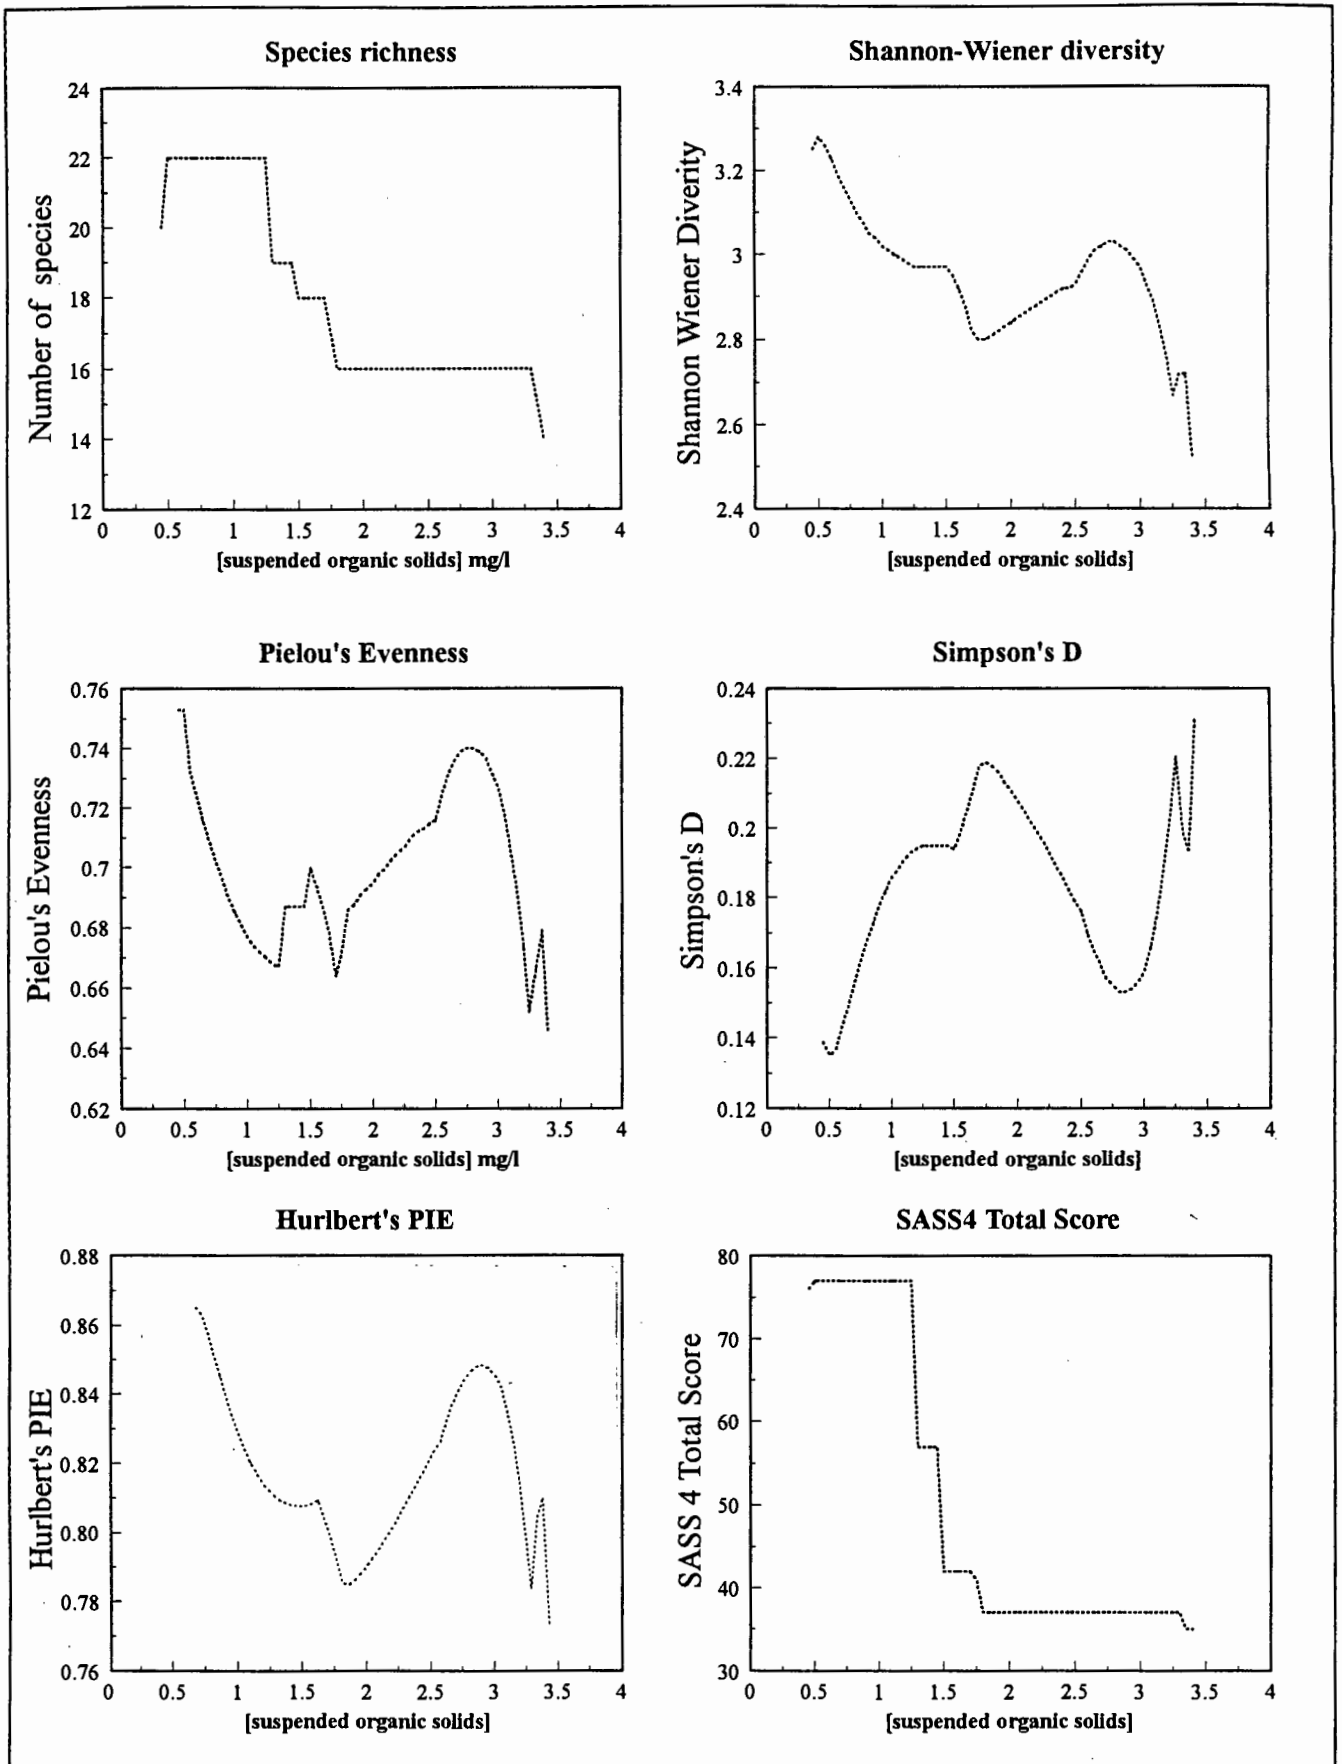 Species richness
Number of species
24
22
20
18
16
14
12
0 0.5 1 1.5 2 2.5 3 3.5 4
[suspended organic solids] mg/l
Shannon-Wiener diversity
Shannon Wiener Diverity
3.4
3.2
3
2.8
2.6
2.4
0 0.5 1 1.5 2 2.5 3 3.5 4
[suspended organic solids]
Pielou's Evenness
Pielou's Evenness
0.76
0.74
0.72
0.7
0.68
0.66
0.64
0.62
0 0.5 1 1.5 2 2.5 3 3.5 4
[suspended organic solids] mg/l
Simpson's D
Simpson's D
0.24
0.22
0.2
0.18
0.16
0.14
0.12
0 0.5 1 1.5 2 2.5 3 3.5 4
[suspended organic solids]
Hurlbert's PIE
Hurlbert's PIE
0.88
0.86
0.84
0.82
0.80
0.78
0.76
0 0.5 1 1.5 2 2.5 3 3.5 4
[suspended organic solids]
SASS4 Total Score
SASS 4 Total Score
80
70
60
50
40
30
0 0.5 1 1.5 2 2.5 3 3.5 4
[suspended organic solids]